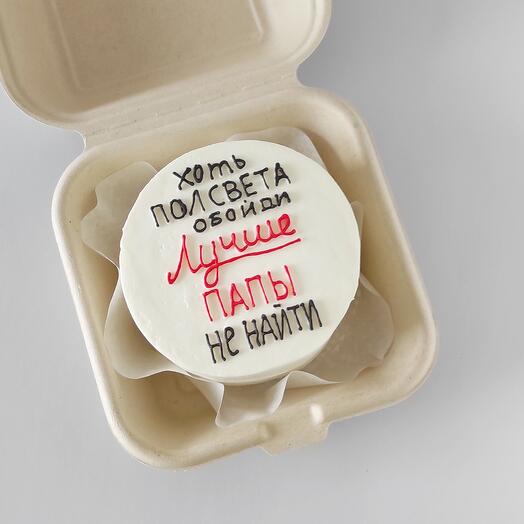 хоть
ПОЛСВЕТА
обойди
Лучше
ПАПЫ
Не НАЙТИ